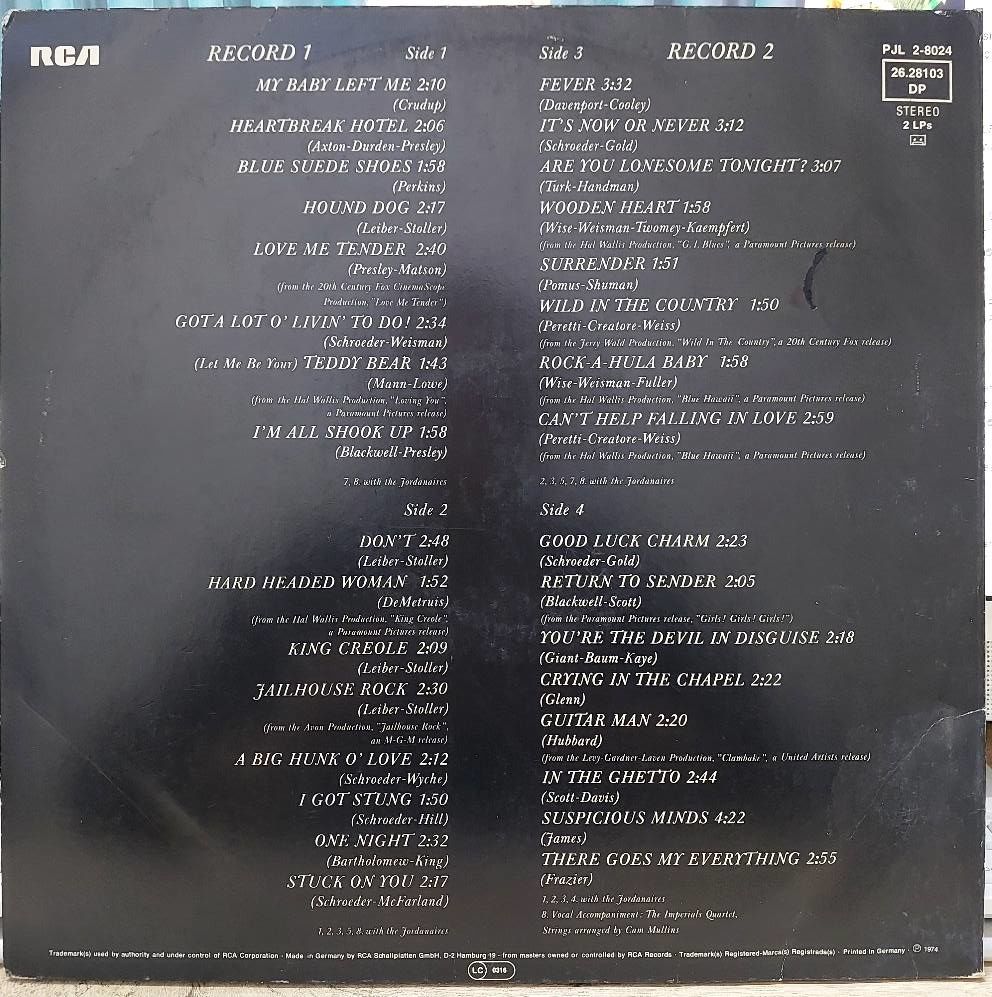 RCA
RECORD 1
Side 1
MY BABY LEFT ME 2:10
(Crudup)
HEARTBREAK HOTEL 2:06
(Axton-Durden-Presley)
BLUE SUEDE SHOES 1:58
(Perkins)
HOUND DOG 2:17
(Leiber-Stoller)
LOVE ME TENDER 2:40
(Presley-Matson)
(from the 20th Century Fox CinemaScope
Production, "Love Me Tender")
GOT A LOT O' LIVIN' TO DO! 2:34
(Schroeder-Weisman)
(Let Me Be Your) TEDDY BEAR 1:43
(Mann-Lowe)
(from the Hal Wallis Production, "Loving You",
a Paramount Pictures release)
I'M ALL SHOOK UP 1:58
(Blackwell-Presley)
7, 8. with the Jordanaires
Side 2
DON'T 2:48
(Leiber-Stoller)
HARD HEADED WOMAN 1:52
(DeMetruis)
(from the Hal Wallis Production, "King Creole",
a Paramount Pictures release)
KING CREOLE 2:09
(Leiber-Stoller)
JAILHOUSE ROCK 2:30
(Leiber-Stoller)
(from the Avon Production, "Jailhouse Rock",
an M-G-M release)
A BIG HUNK O' LOVE 2:12
(Schroeder-Wyche)
I GOT STUNG 1:50
(Schroeder-Hill)
ONE NIGHT 2:32
(Bartholomew-King)
STUCK ON YOU 2:17
(Schroeder-McFarland)
1, 2, 3, 5, 8. with the Jordanaires
Side 3
RECORD 2
FEVER 3:32
(Davenport-Cooley)
IT'S NOW OR NEVER 3:12
(Schroeder-Gold)
ARE YOU LONESOME TONIGHT? 3:07
(Turk-Handman)
WOODEN HEART 1:58
(Wise-Weisman-Twomey-Kaempfert)
(from the Hal Wallis Production, "G. I. Blues", a Paramount Pictures release)
SURRENDER 1:51
(Pomus-Shuman)
WILD IN THE COUNTRY 1:50
(Peretti-Creatore-Weiss)
(from the Jerry Wald Production, "Wild In The Country", a 20th Century Fox release)
ROCK-A-HULA BABY 1:58
(Wise-Weisman-Fuller)
(from the Hal Wallis Production, "Blue Hawaii", a Paramount Pictures release)
CAN'T HELP FALLING IN LOVE 2:59
(Peretti-Creatore-Weiss)
(from the Hal Wallis Production, "Blue Hawaii", a Paramount Pictures release)
2, 3, 5, 7, 8. with the Jordanaires
Side 4
GOOD LUCK CHARM 2:23
(Schroeder-Gold)
RETURN TO SENDER 2:05
(Blackwell-Scott)
(from the Paramount Pictures release, "Girls! Girls! Girls!")
YOU'RE THE DEVIL IN DISGUISE 2:18
(Giant-Baum-Kaye)
CRYING IN THE CHAPEL 2:22
(Glenn)
GUITAR MAN 2:20
(Hubbard)
(from the Levy-Gardner-Laven Production, "Clambake", a United Artists release)
IN THE GHETTO 2:44
(Scott-Davis)
SUSPICIOUS MINDS 4:22
(James)
THERE GOES MY EVERYTHING 2:55
(Frazier)
1, 2, 3, 4. with the Jordanaires
8. Vocal Accompaniment: The Imperials Quartet,
Strings arranged by Cam Mullins
PJL 2-8024
26.28103
DP
STEREO
2 LPs
Trademark(s) used by authority and under control of RCA Corporation · Made in Germany by RCA Schallplatten GmbH, D-2 Hamburg 19 · from masters owned or controlled by RCA Records · Trademark(s) Registered-Marca(s) Registrada(s) · Printed in Germany · ℗ 1974
LC 0316